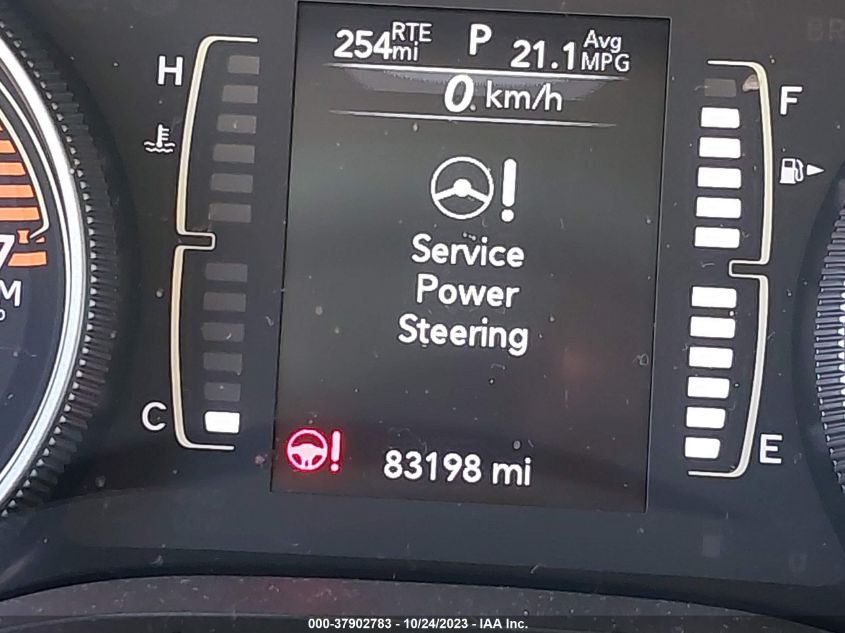 254 RTE mi P 21.1 Avg MPG
0 km/h
H
F
Service
Power
Steering
7
M
C
E
83198 mi
000-37902783 - 10/24/2023 - IAA Inc.